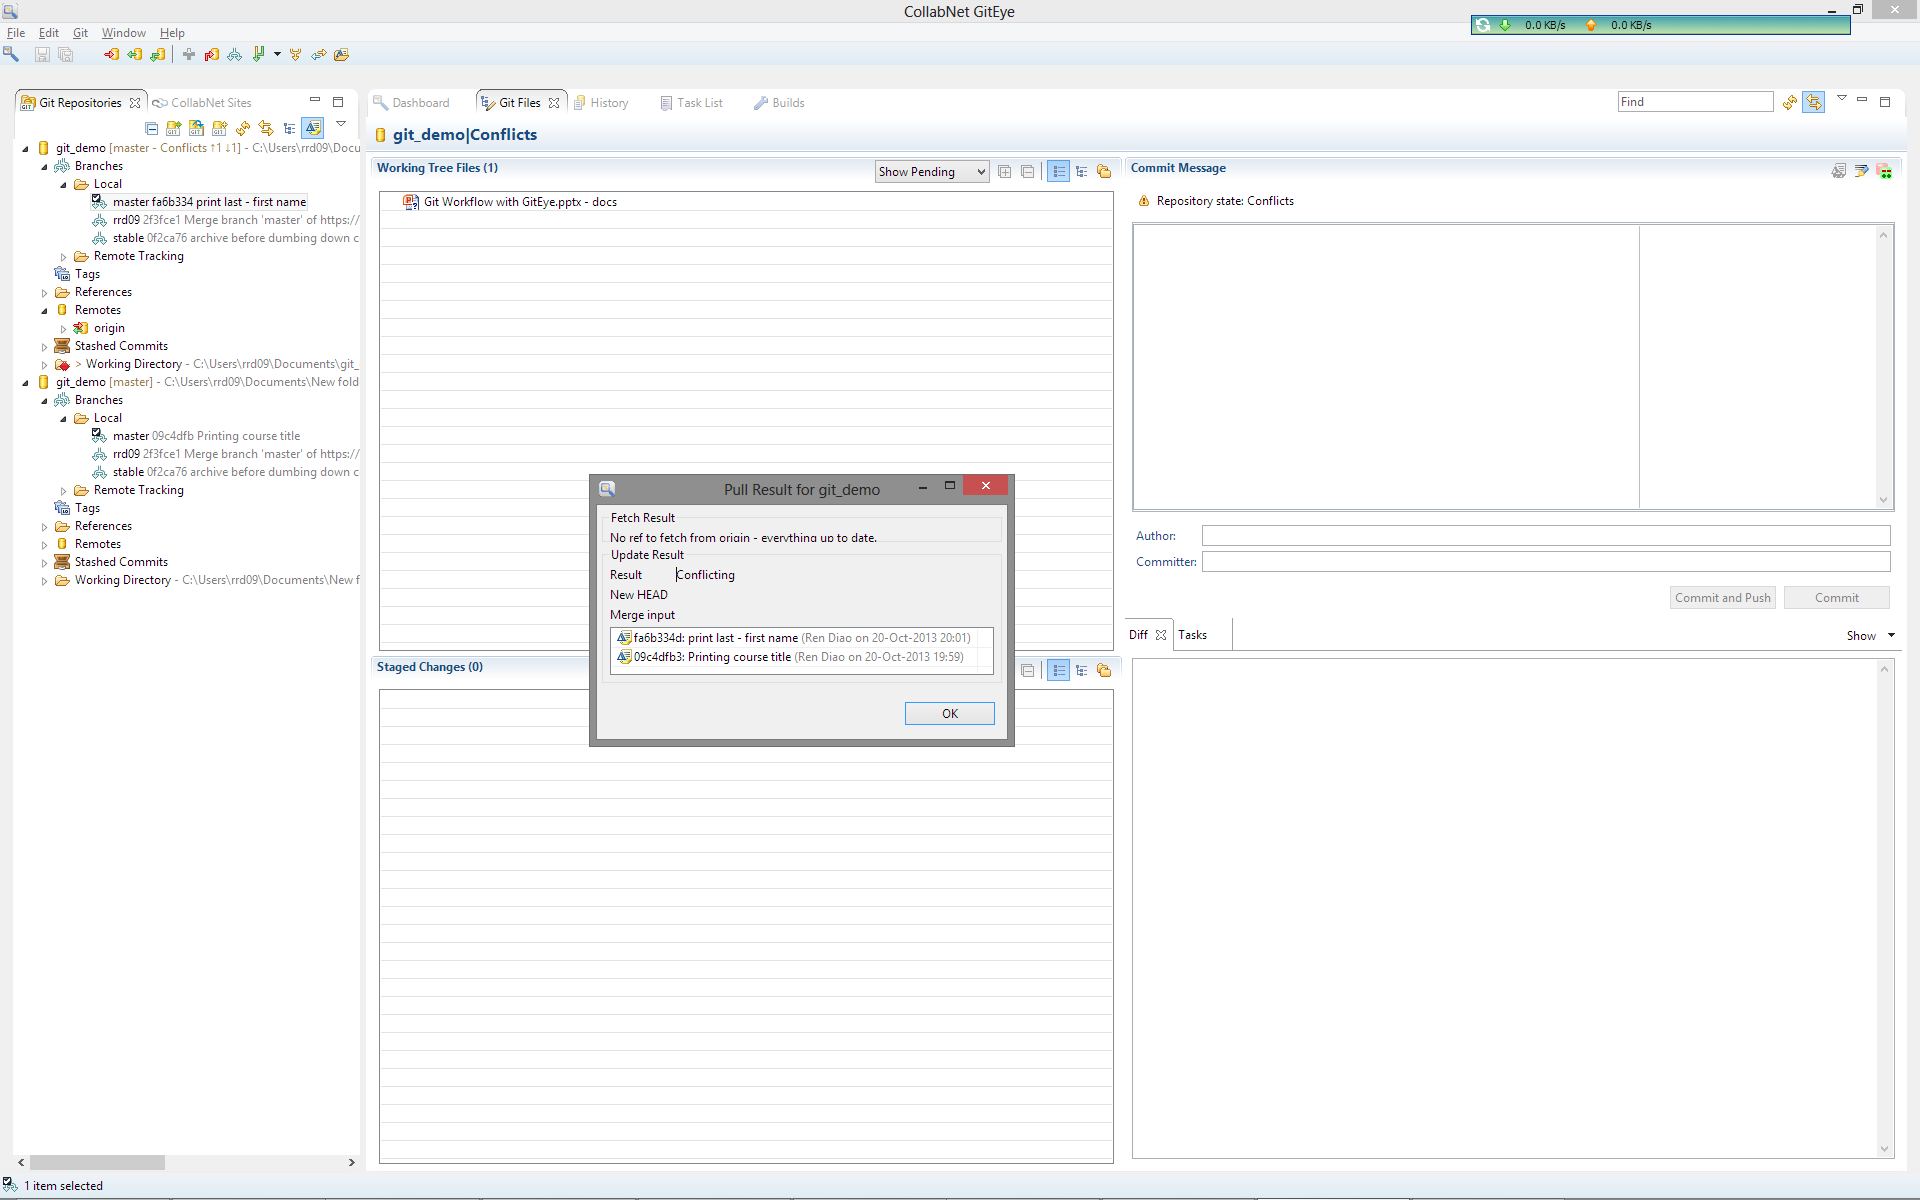 CollabNet GitEye
File Edit Git Window Help
0.0 KB/s 0.0 KB/s
Git Repositories CollabNet Sites
git_demo [master - Conflicts ↑1 ↓1] - C:\Users\rrd09\Docu
Branches
Local
master fa6b334 print last - first name
rrd09 2f3fce1 Merge branch 'master' of https://
stable 0f2ca76 archive before dumbing down c
Remote Tracking
Tags
References
Remotes
origin
Stashed Commits
> Working Directory - C:\Users\rrd09\Documents\git_
git_demo [master] - C:\Users\rrd09\Documents\New fold
Branches
Local
master 09c4dfb Printing course title
rrd09 2f3fce1 Merge branch 'master' of https://
stable 0f2ca76 archive before dumbing down c
Remote Tracking
Tags
References
Remotes
Stashed Commits
Working Directory - C:\Users\rrd09\Documents\New f
1 item selected
Dashboard Git Files History Task List Builds
Find
git_demo|Conflicts
Working Tree Files (1)
Show Pending
Git Workflow with GitEye.pptx - docs
Staged Changes (0)
Commit Message
Repository state: Conflicts
Author:
Committer:
Commit and Push Commit
Diff Tasks
Show
Pull Result for git_demo
Fetch Result
No ref to fetch from origin - everything up to date.
Update Result
Result Conflicting
New HEAD
Merge input
fa6b334d: print last - first name (Ren Diao on 20-Oct-2013 20:01)
09c4dfb3: Printing course title (Ren Diao on 20-Oct-2013 19:59)
OK